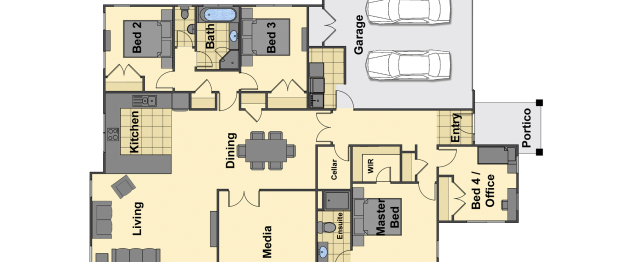 Bed 2
Bath
Bed 3
Garage
Kitchen
Dining
Entry
Portico
Cellar
WIR
Bed 4 /
Office
Living
Media
Ensuite
Master
Bed